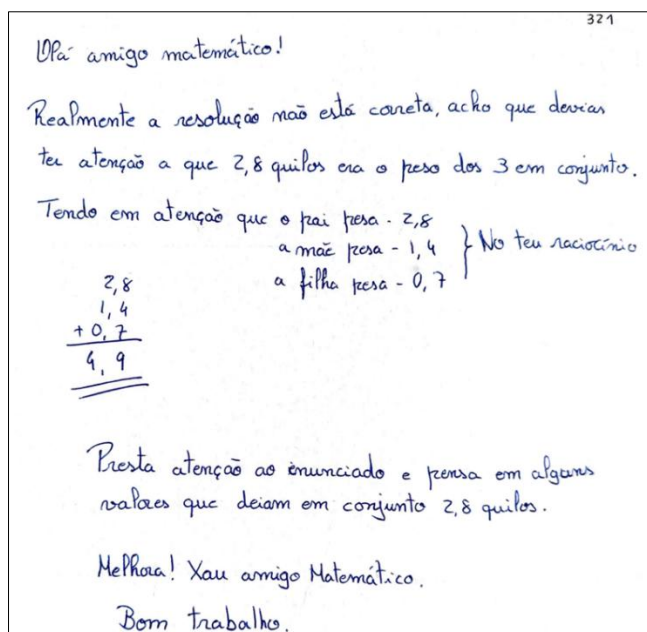 321
Opá amigo matemático!
Realmente a resolução não está correta, acho que devias
ter atenção a que 2,8 quilos era o peso dos 3 em conjunto.
Tendo em atenção que o pai pesa - 2,8
a mãe pesa - 1,4 } No teu raciocínio
a filha pesa - 0,7
2,8
1,4
+ 0,7
4,9
Presta atenção ao enunciado e pensa em alguns
valores que deiam em conjunto 2,8 quilos.
Melhora! Xau amigo Matemático.
Bom trabalho.